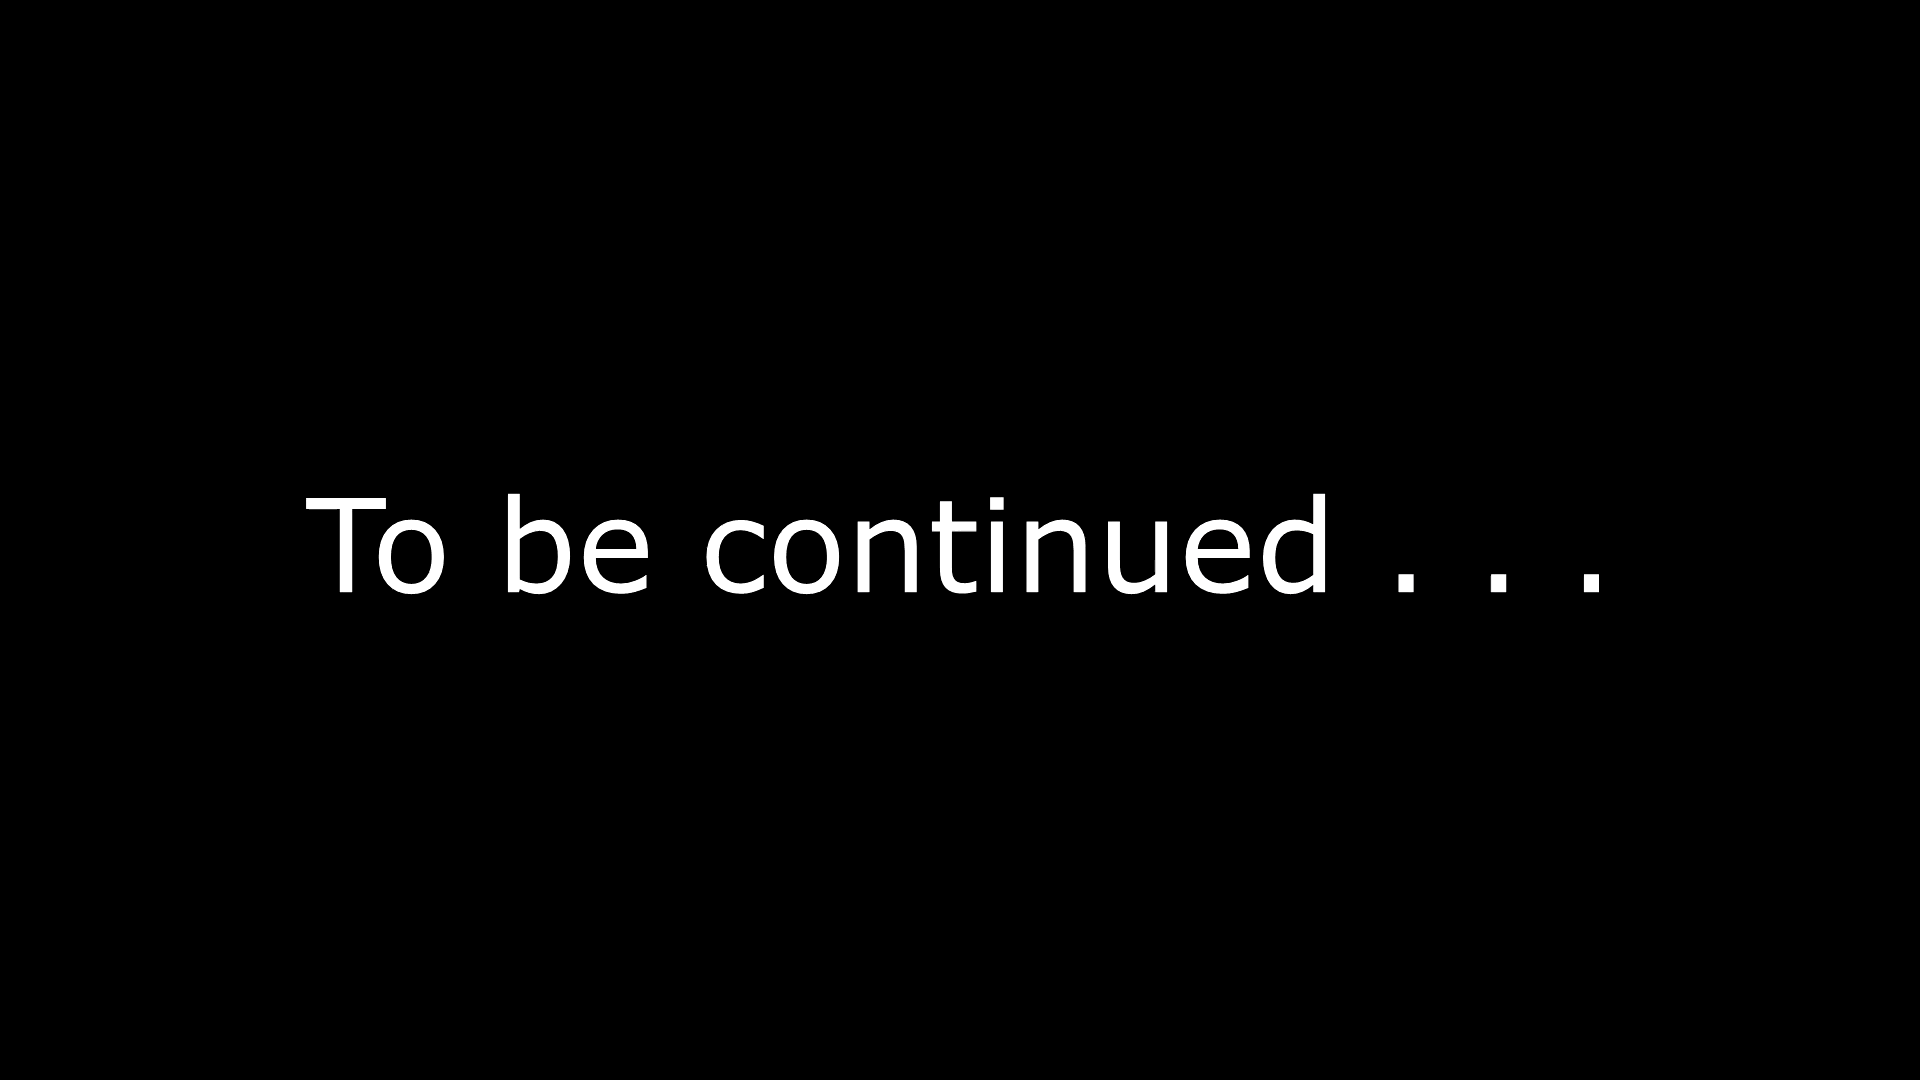 To be continued . . .